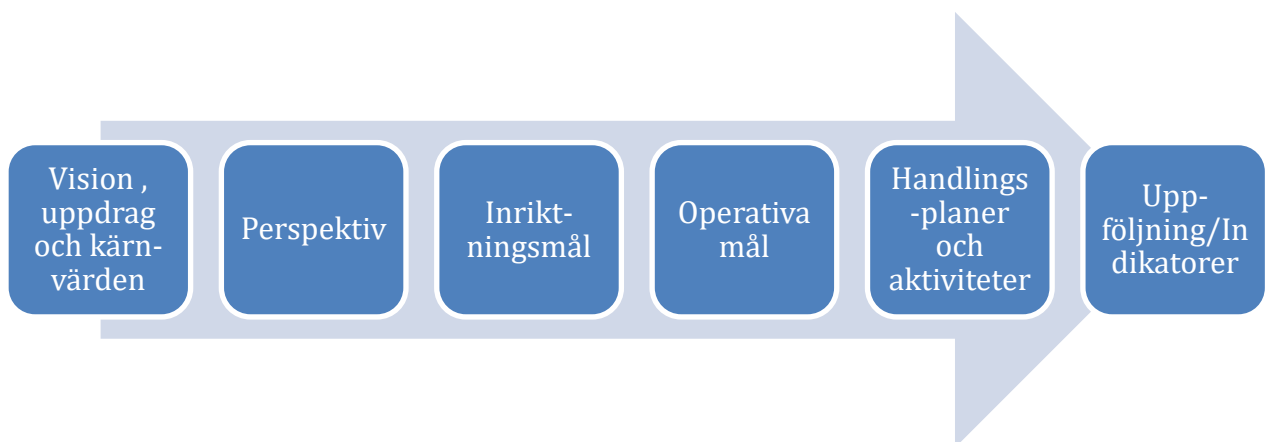 Vision ,
uppdrag
och kärn-
värden
Perspektiv
Inrikt-
ningsmål
Operativa
mål
Handlings
-planer
och
aktiviteter
Upp-
följning/In
dikatorer